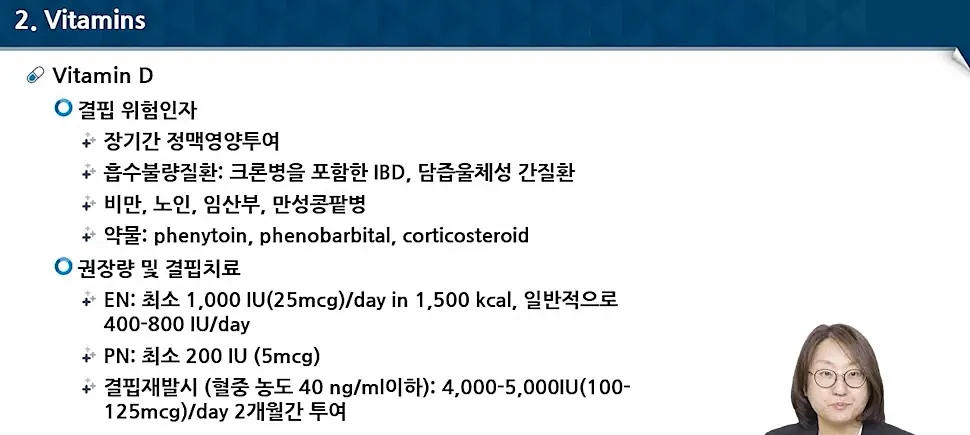 2. Vitamins
Vitamin D
결핍 위험인자
장기간 정맥영양투여
흡수불량질환: 크론병을 포함한 IBD, 담즙울체성 간질환
비만, 노인, 임산부, 만성콩팥병
약물: phenytoin, phenobarbital, corticosteroid
권장량 및 결핍치료
EN: 최소 1,000 IU(25mcg)/day in 1,500 kcal, 일반적으로
400-800 IU/day
PN: 최소 200 IU (5mcg)
결핍재발시 (혈중 농도 40 ng/ml이하): 4,000-5,000IU(100-
125mcg)/day 2개월간 투여